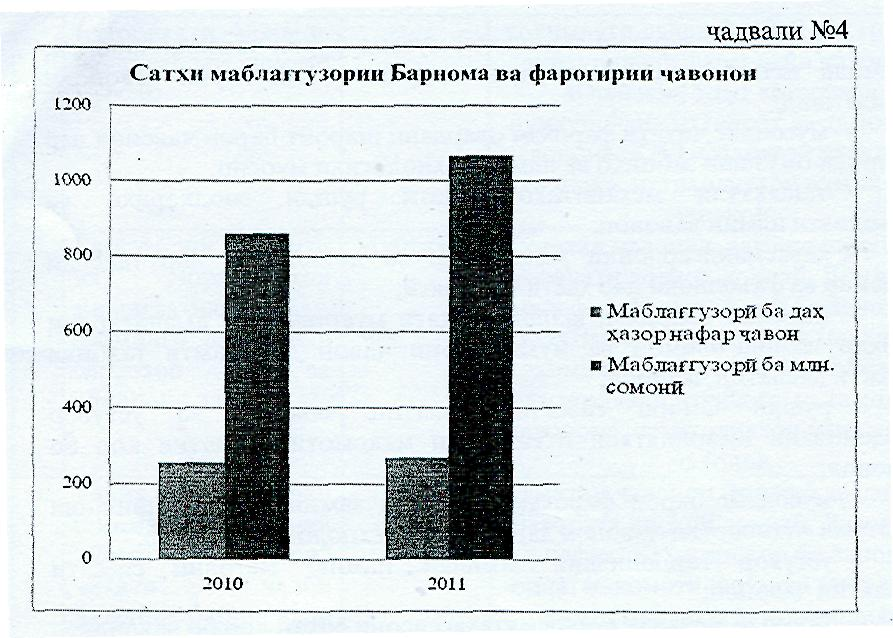 ҷадвали №4
Сатхи маблағгузории Барнома ва фарогирии ҷавонон
1200
1000
800
600
400
200
0
2010
2011
Маблағгузорӣ ба даҳ
ҳазор нафар ҷавон
Маблағгузорӣ ба млн.
сомонӣ